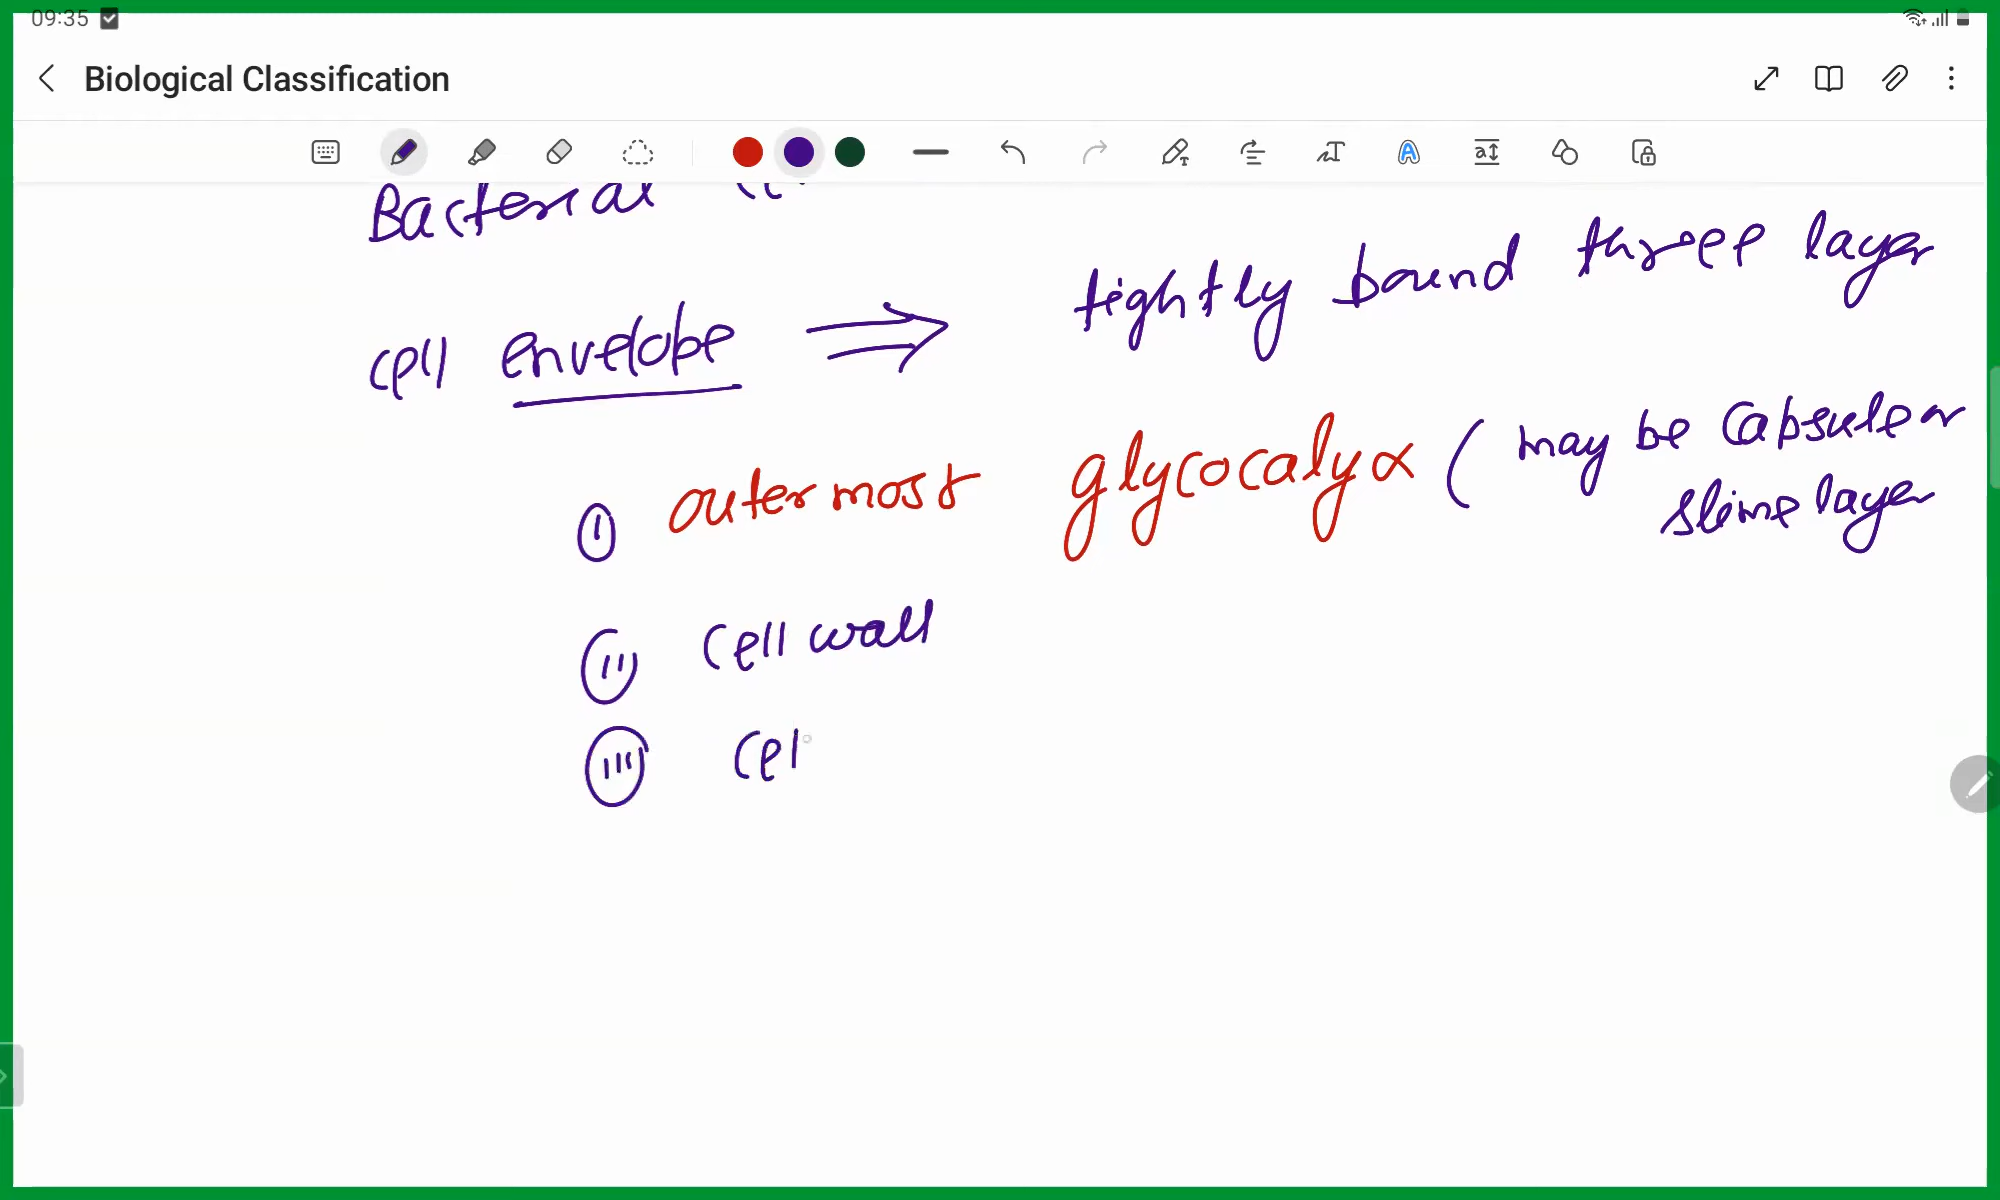 09:35
Biological Classification
Bacterial
cell envelope ⇒ tightly bound three layer
(i) outermost glycocalyx ( may be capsule or
slime layer
(ii) cell wall
(iii) cel